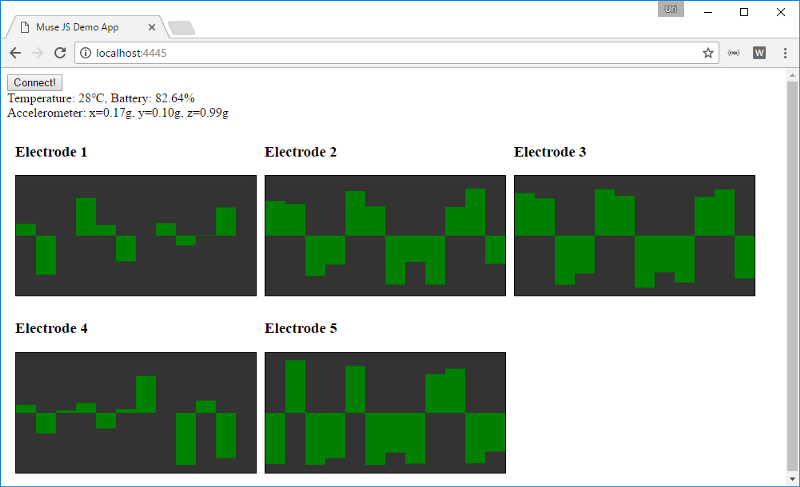 Uri
Muse JS Demo App
localhost:4445
W
Connect!
Temperature: 28°C, Battery: 82.64%
Accelerometer: x=0.17g, y=0.10g, z=0.99g
Electrode 1
Electrode 2
Electrode 3
Electrode 4
Electrode 5